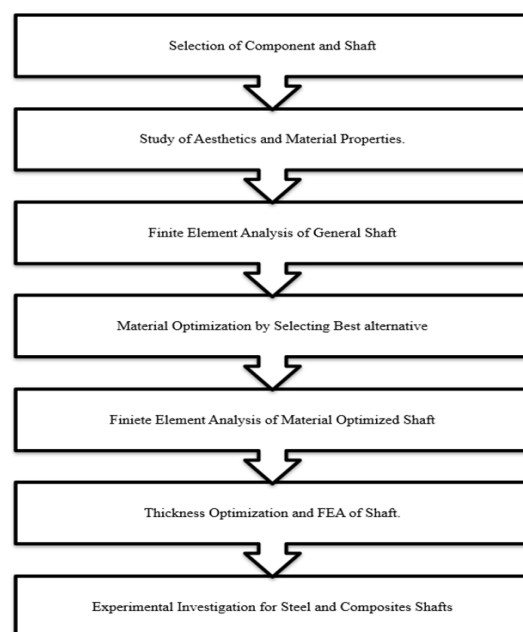 Selection of Component and Shaft
Study of Aesthetics and Material Properties.
Finite Element Analysis of General Shaft
Material Optimization by Selecting Best alternative
Finiete Element Analysis of Material Optimized Shaft
Thickness Optimization and FEA of Shaft.
Experimental Investigation for Steel and Composites Shafts